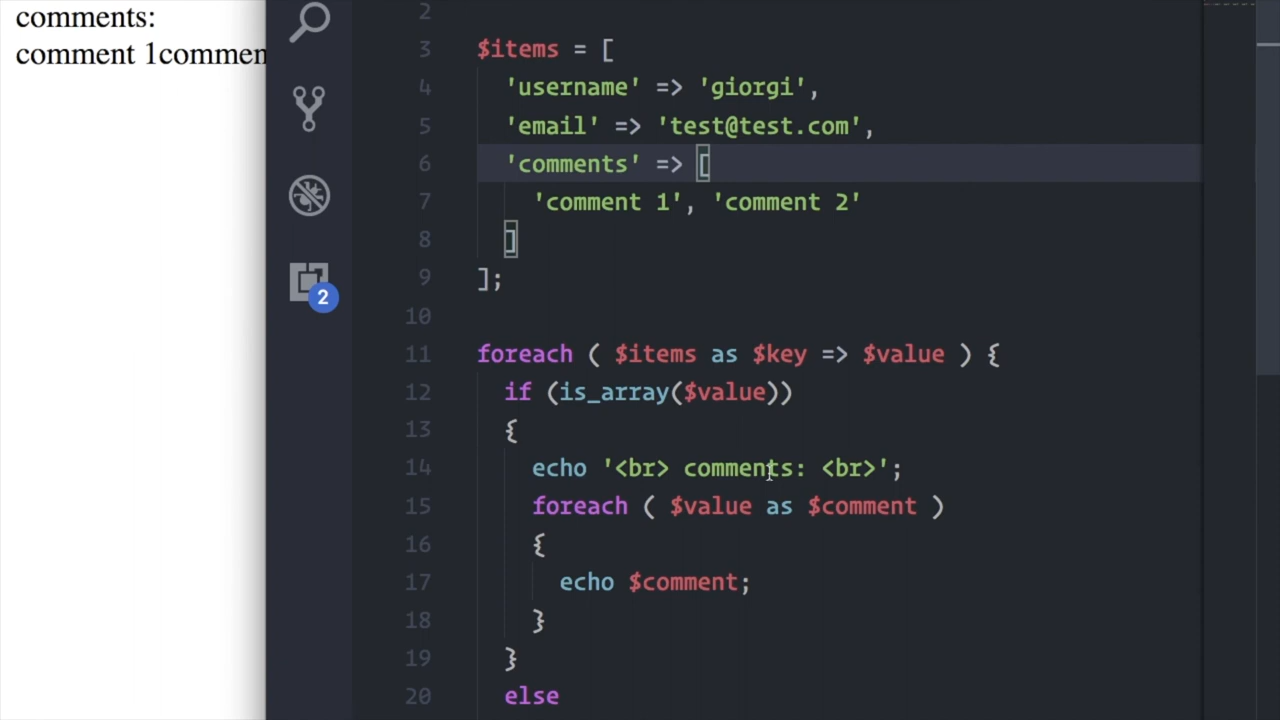 comments:
comment 1commen
2
2
3 $items = [
4 'username' => 'giorgi',
5 'email' => 'test@test.com',
6 'comments' => [
7 'comment 1', 'comment 2'
8 ]
9 ];
10
11 foreach ( $items as $key => $value ) {
12 if (is_array($value))
13 {
14 echo '<br> comments: <br>';
15 foreach ( $value as $comment )
16 {
17 echo $comment;
18 }
19 }
20 else